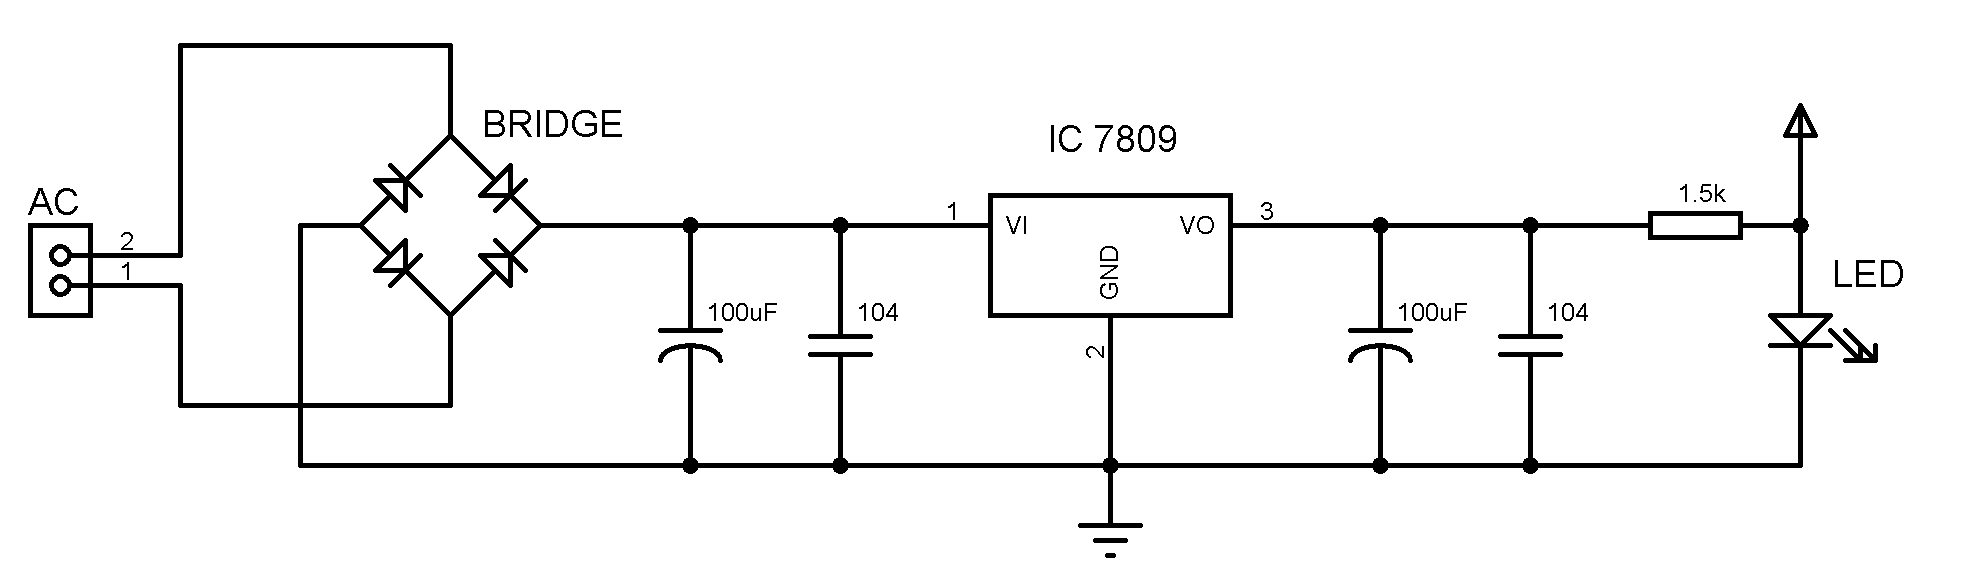 BRIDGE
IC 7809
AC
2
1
1
VI
VO
3
GND
2
100uF
104
100uF
104
1.5k
LED